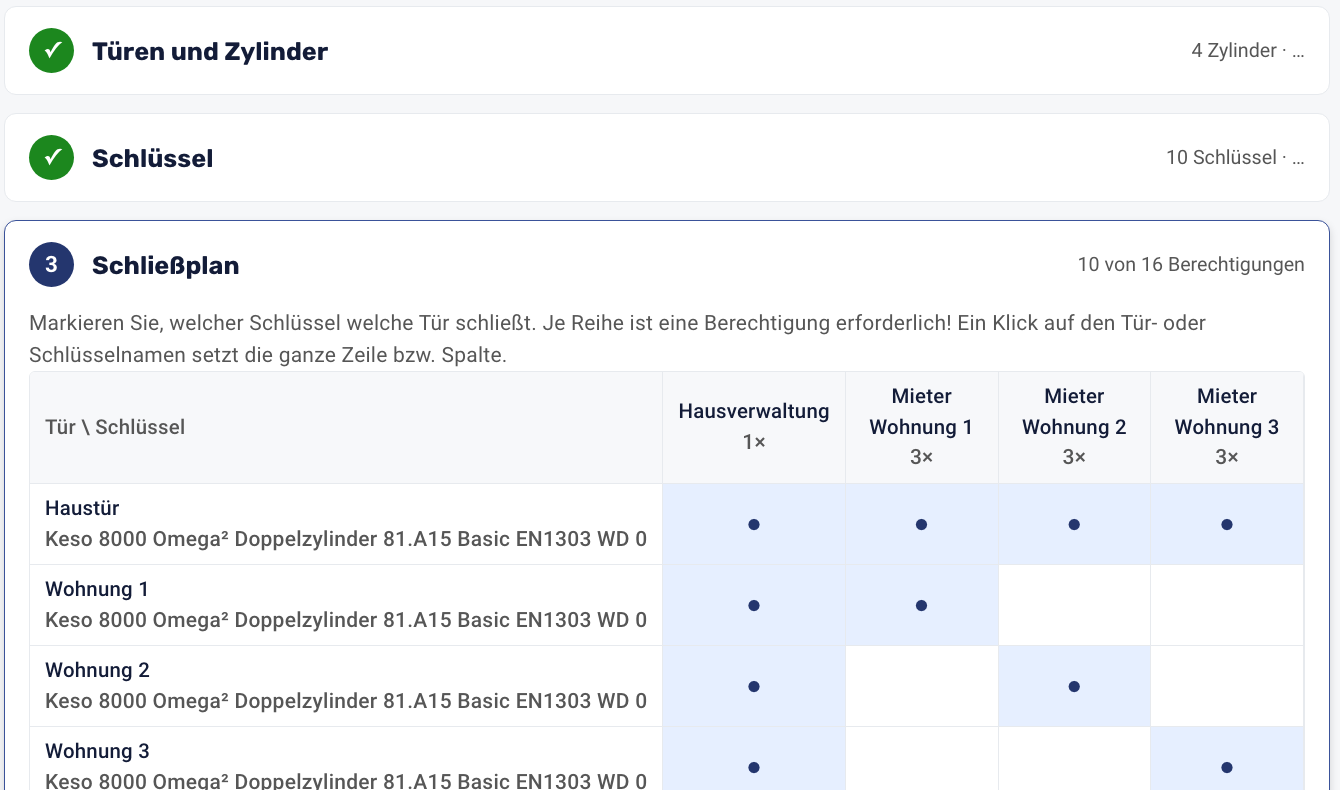 Türen und Zylinder
4 Zylinder · …
Schlüssel
10 Schlüssel · …
3
Schließplan
10 von 16 Berechtigungen
Markieren Sie, welcher Schlüssel welche Tür schließt. Je Reihe ist eine Berechtigung erforderlich! Ein Klick auf den Tür- oder
Schlüsselnamen setzt die ganze Zeile bzw. Spalte.
Tür \ Schlüssel
Hausverwaltung
1×
Mieter
Wohnung 1
3×
Mieter
Wohnung 2
3×
Mieter
Wohnung 3
3×
Haustür
Keso 8000 Omega² Doppelzylinder 81.A15 Basic EN1303 WD 0
Wohnung 1
Keso 8000 Omega² Doppelzylinder 81.A15 Basic EN1303 WD 0
Wohnung 2
Keso 8000 Omega² Doppelzylinder 81.A15 Basic EN1303 WD 0
Wohnung 3
Keso 8000 Omega² Doppelzylinder 81.A15 Basic EN1303 WD 0